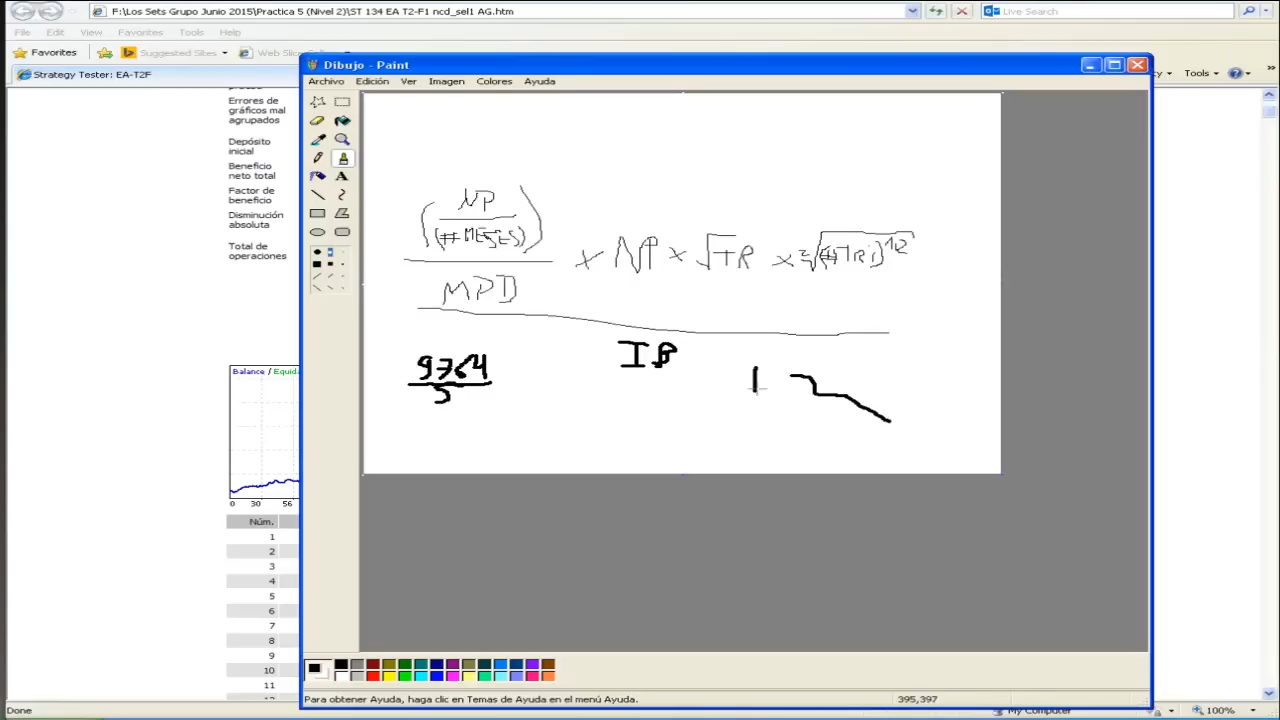 F:\Los Sets Grupo Junio 2015\Practica 5 (Nivel 2)\ST 134 EA T2-F1 ncd_sel1 AG.htm
Live Search
File Edit View Favorites Tools Help
Favorites Suggested Sites Web Slice
Strategy Tester: EA-T2F
Tools
Dibujo - Paint
Archivo Edición Ver Imagen Colores Ayuda
Errores de
gráficos mal
agrupados
Depósito
inicial
Beneficio
neto total
Factor de
beneficio
Disminución
absoluta
Total de
operaciones
NP
(#MESES)
MPD
x NP x √TR x
9764
5
Balance / Equida
0 30 56
Núm.
1
2
3
4
5
6
7
8
9
10
11
Para obtener Ayuda, haga clic en Temas de Ayuda en el menú Ayuda.
395,397
Done
My Computer
100%